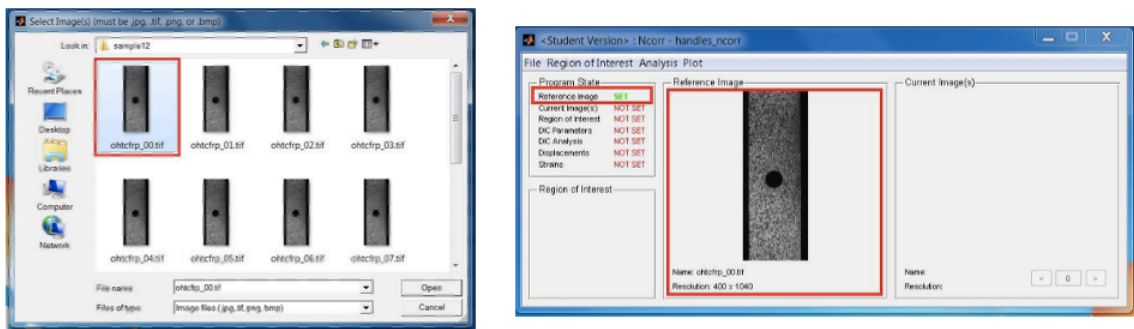 Select Image(s) (must be .jpg, .tif, .png, or .bmp)
Look in: sample12
Recent Places
Desktop
Libraries
Computer
Network
ohtcfrp_00.tif ohtcfrp_01.tif ohtcfrp_02.tif ohtcfrp_03.tif
ohtcfrp_04.tif ohtcfrp_05.tif ohtcfrp_06.tif ohtcfrp_07.tif
File name: ohtcfrp_00.tif Open
Files of type: Image files (.jpg,.tif,.png,.bmp) Cancel
<Student Version> : Ncorr - handles_ncorr
File Region of Interest Analysis Plot
Program State
Reference Image SET
Current Image(s) NOT SET
Region of Interest NOT SET
DIC Parameters NOT SET
DIC Analysis NOT SET
Displacements NOT SET
Strains NOT SET
Region of Interest
Reference Image
Name: ohtcfrp_00.tif
Resolution: 400 x 1040
Current Image(s)
Name:
Resolution:
< 0 >